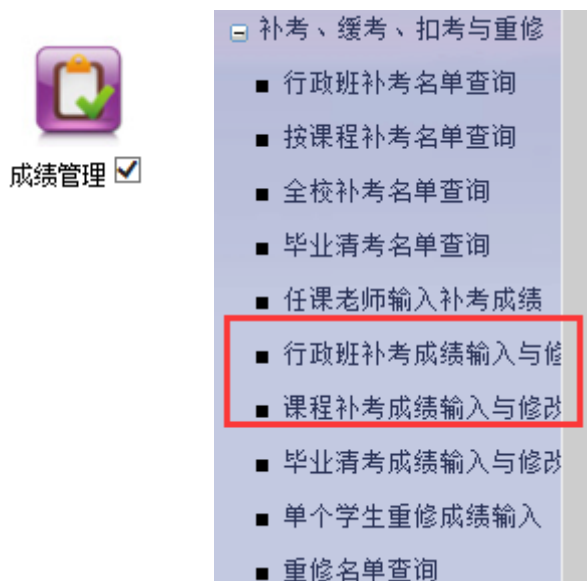 成绩管理
补考、缓考、扣考与重修
行政班补考名单查询
按课程补考名单查询
全校补考名单查询
毕业清考名单查询
任课老师输入补考成绩
行政班补考成绩输入与修
课程补考成绩输入与修改
毕业清考成绩输入与修改
单个学生重修成绩输入
重修名单查询